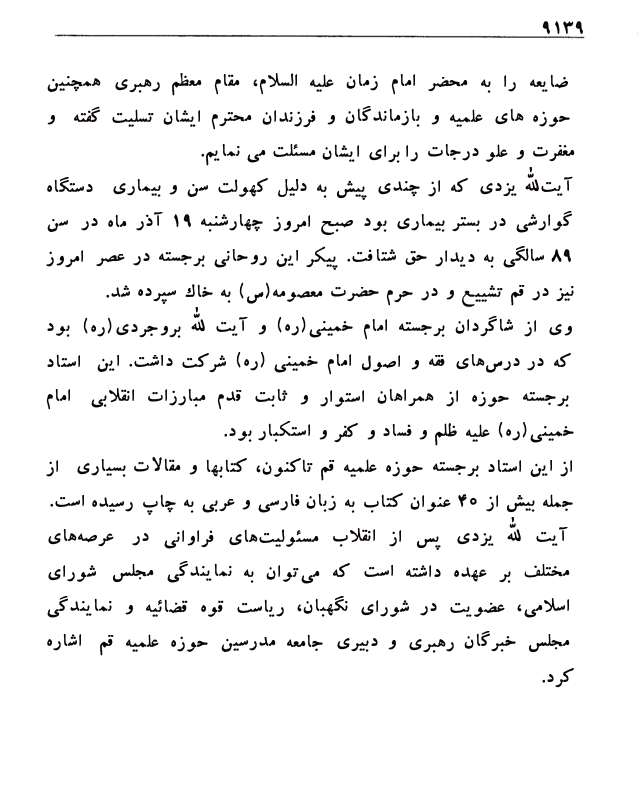 ۹۱۳۹
ضایعه را به محضر امام زمان علیه السلام، مقام معظم رهبری همچنین
حوزه های علمیه و بازماندگان و فرزندان محترم ایشان تسلیت گفته و
مغفرت و علو درجات را برای ایشان مسئلت می نمایم.
آیت‌الله یزدی که از چندی پیش به دلیل کهولت سن و بیماری دستگاه
گوارشی در بستر بیماری بود صبح امروز چهارشنبه ۱۹ آذر ماه در سن
۸۹ سالگی به دیدار حق شتافت. پیکر این روحانی برجسته در عصر امروز
نیز در قم تشییع و در حرم حضرت معصومه(س) به خاك سپرده شد.
وی از شاگردان برجسته امام خمینی(ره) و آیت الله بروجردی(ره) بود
که در درس‌های فقه و اصول امام خمینی (ره) شرکت داشت. این استاد
برجسته حوزه از همراهان استوار و ثابت قدم مبارزات انقلابی امام
خمینی(ره) علیه ظلم و فساد و کفر و استکبار بود.
از این استاد برجسته حوزه علمیه قم تاکنون، کتابها و مقالات بسیاری از
جمله بیش از ۴۵ عنوان کتاب به زبان فارسی و عربی به چاپ رسیده است.
آیت الله یزدی پس از انقلاب مسئولیت‌های فراوانی در عرصه‌های
مختلف بر عهده داشته است که می‌توان به نمایندگی مجلس شورای
اسلامی، عضویت در شورای نگهبان، ریاست قوه قضائیه و نمایندگی
مجلس خبرگان رهبری و دبیری جامعه مدرسین حوزه علمیه قم اشاره
کرد.